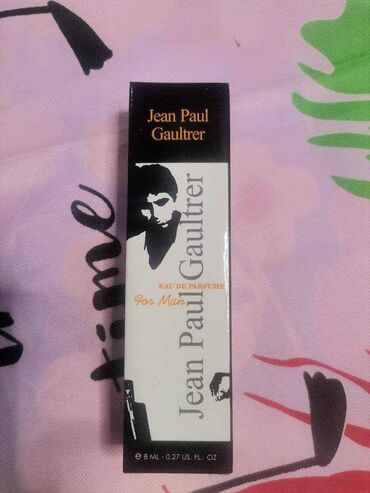 Jean Paul
Gaultrer
Jean Paul Gaultrer
EAU DE PARFUME
For Man
℮ 8 ML - 0.27 US. FL. OZ
time